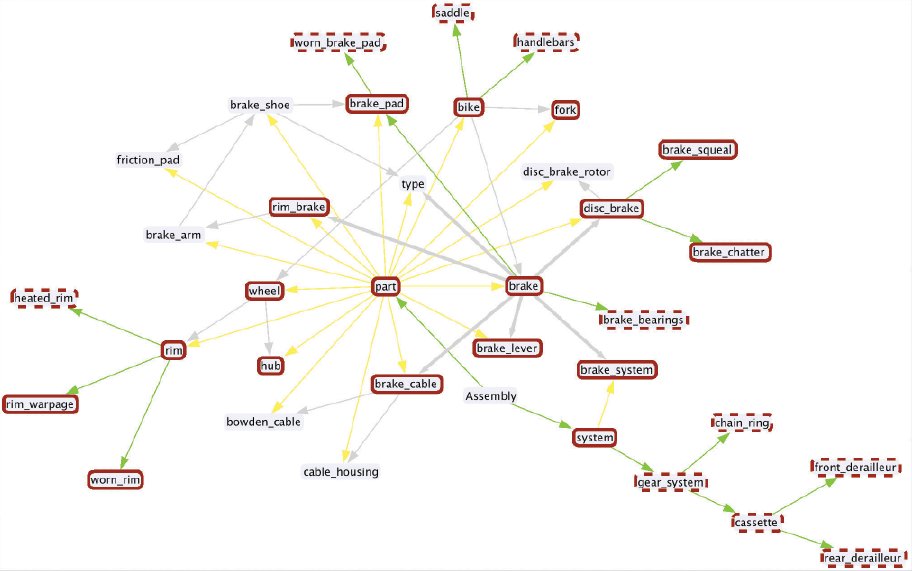 saddle
worn_brake_pad
handlebars
brake_shoe
brake_pad
bike
fork
friction_pad
brake_squeal
type
disc_brake_rotor
rim_brake
disc_brake
brake_arm
brake_chatter
heated_rim
wheel
part
brake
brake_bearings
rim
brake_lever
hub
brake_system
brake_cable
rim_warpage
Assembly
bowden_cable
chain_ring
system
cable_housing
front_derailleur
worn_rim
gear_system
cassette
rear_derailleur